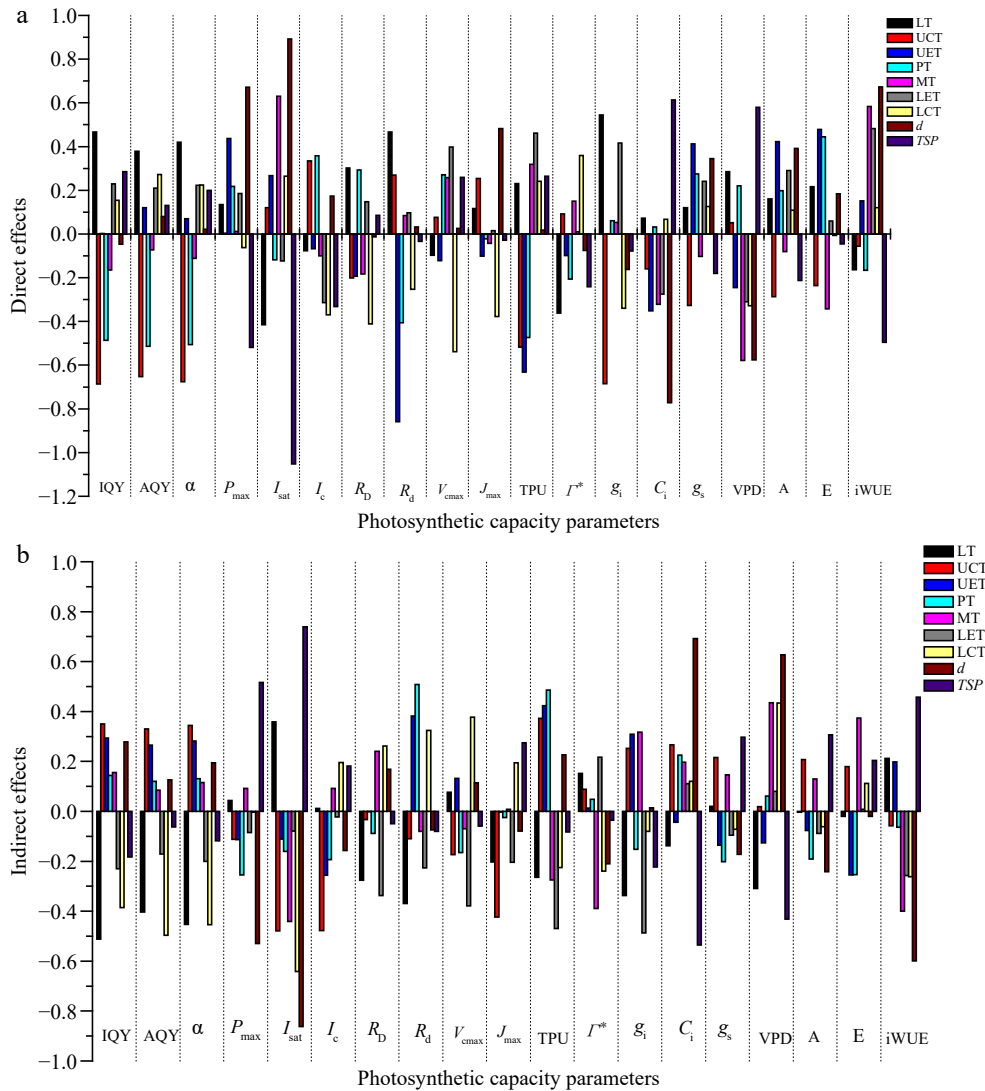 a
1.0
0.8
0.6
0.4
0.2
0.0
−0.2
−0.4
−0.6
−0.8
−1.0
−1.2
Direct effects
LT
UCT
UET
PT
MT
LET
LCT
d
TSP
IQY AQY α Pmax Isat Ic RD Rd Vcmax Jmax TPU Γ* gi Ci gs VPD A E iWUE
Photosynthetic capacity parameters
b
1.0
0.8
0.6
0.4
0.2
0.0
−0.2
−0.4
−0.6
−0.8
−1.0
Indirect effects
LT
UCT
UET
PT
MT
LET
LCT
d
TSP
IQY AQY α Pmax Isat Ic RD Rd Vcmax Jmax TPU Γ* gi Ci gs VPD A E iWUE
Photosynthetic capacity parameters